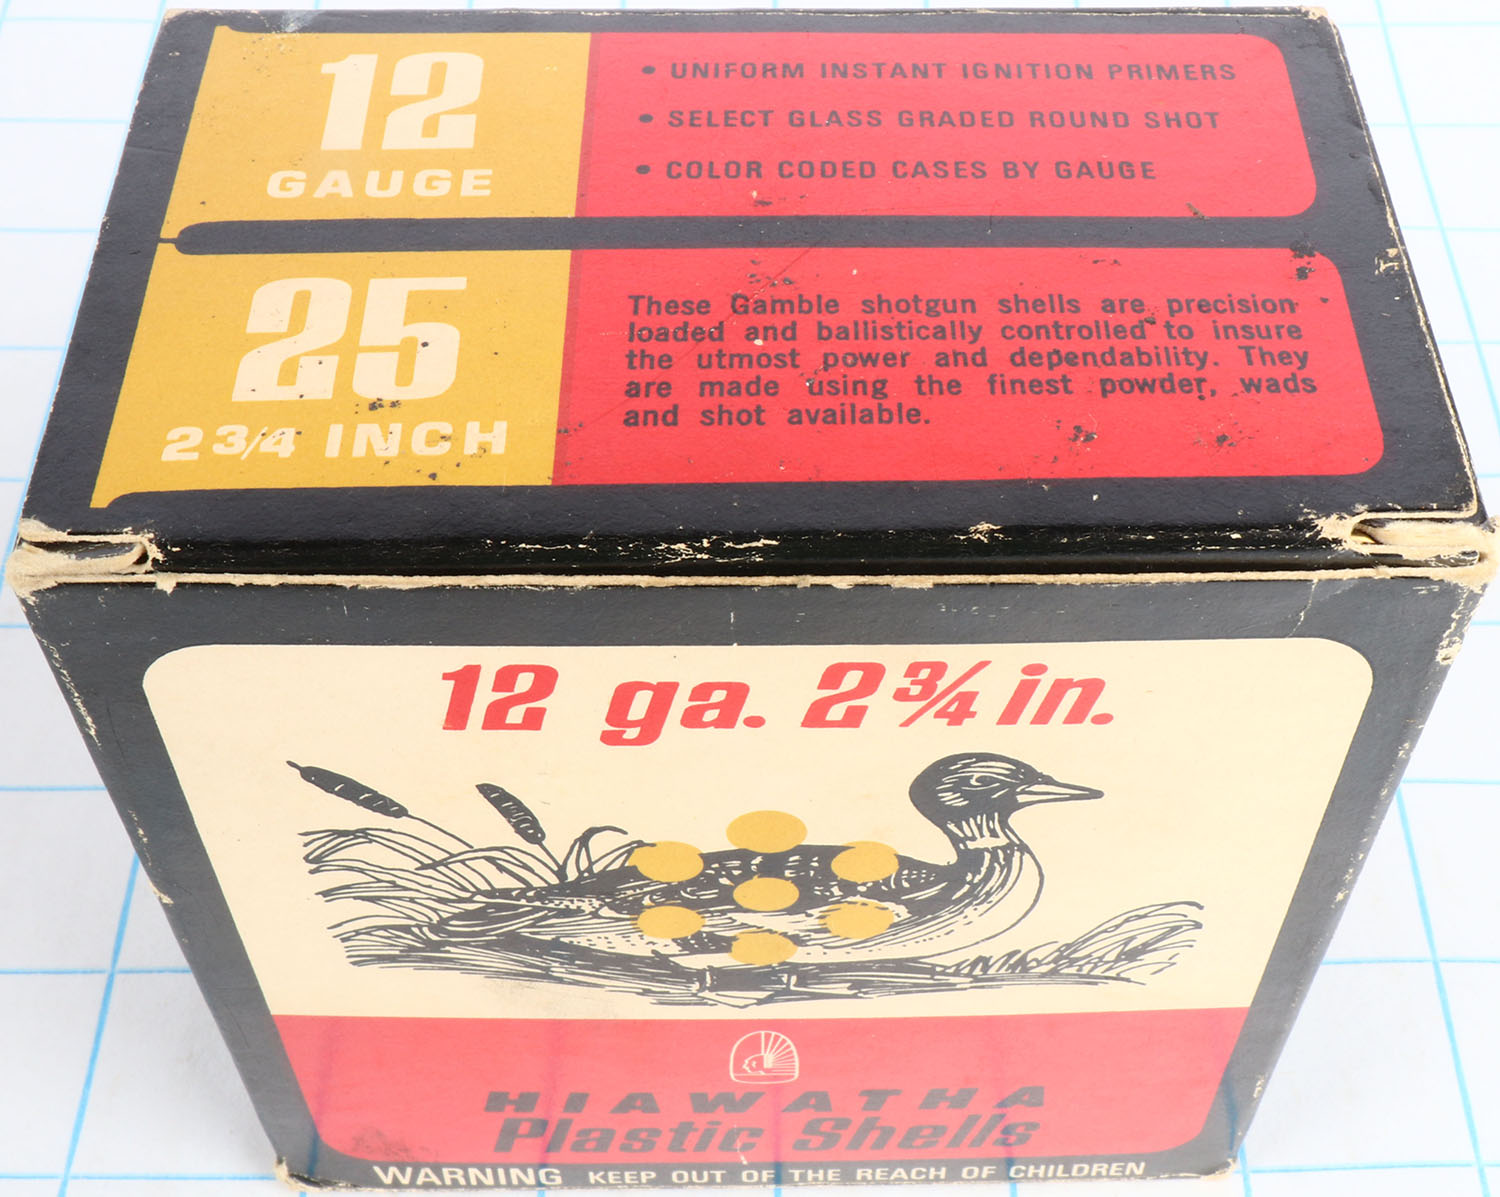 12
GAUGE
• UNIFORM INSTANT IGNITION PRIMERS
• SELECT GLASS GRADED ROUND SHOT
• COLOR CODED CASES BY GAUGE
25
2 3/4 INCH
These Gamble shotgun shells are precision
loaded and ballistically controlled to insure
the utmost power and dependability. They
are made using the finest powder, wads
and shot available.
12 ga. 2¾ in.
HIAWATHA
Plastic Shells
WARNING KEEP OUT OF THE REACH OF CHILDREN